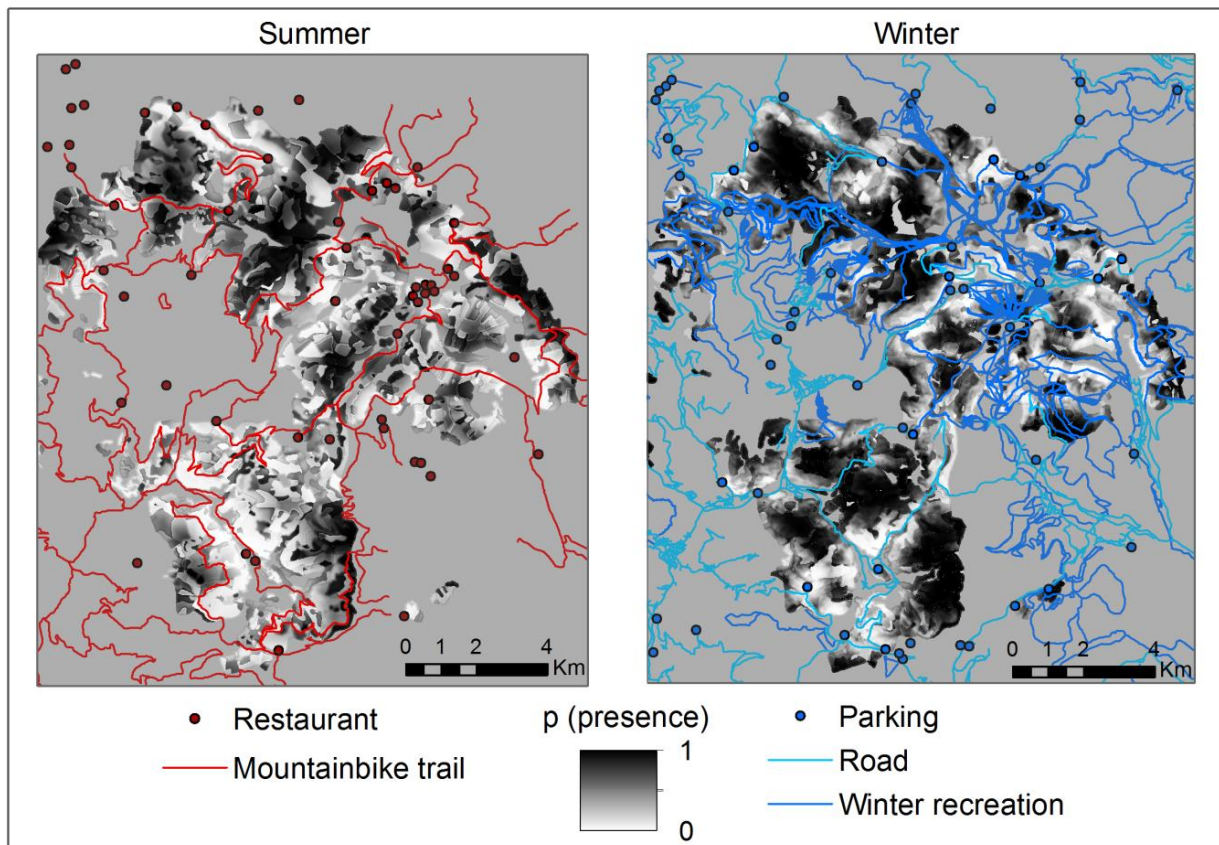 Summer
Winter
0 1 2 4
Km
0 1 2 4
Km
Restaurant
Mountainbike trail
p (presence)
1
0
Parking
Road
Winter recreation